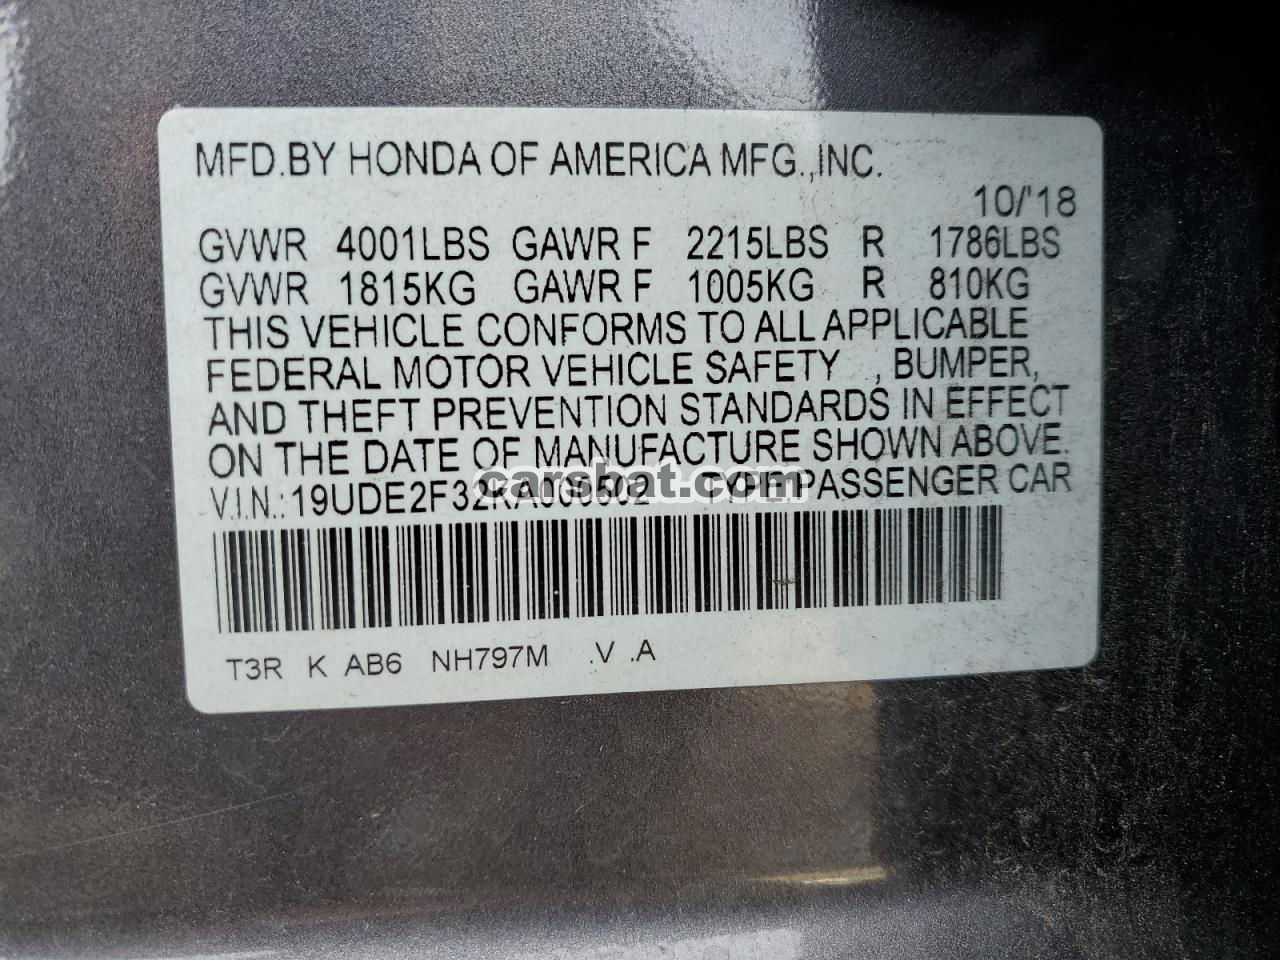 MFD.BY HONDA OF AMERICA MFG.,INC.
10/'18
GVWR 4001LBS GAWR F 2215LBS R 1786LBS
GVWR 1815KG GAWR F 1005KG R 810KG
THIS VEHICLE CONFORMS TO ALL APPLICABLE
FEDERAL MOTOR VEHICLE SAFETY , BUMPER,
AND THEFT PREVENTION STANDARDS IN EFFECT
ON THE DATE OF MANUFACTURE SHOWN ABOVE.
carsbat.com
V.I.N.: TYPE:PASSENGER CAR
T3R K AB6 NH797M .V .A